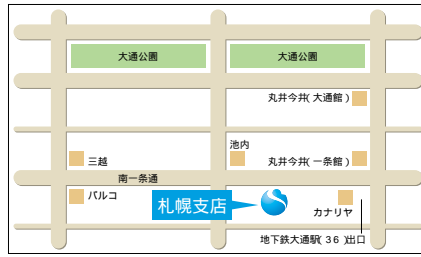 大通公園
大通公園
丸井今井(大通館)
池内
三越
丸井今井(一条館)
南一条通
パルコ
札幌支店
カナリヤ
地下鉄大通駅(36)出口